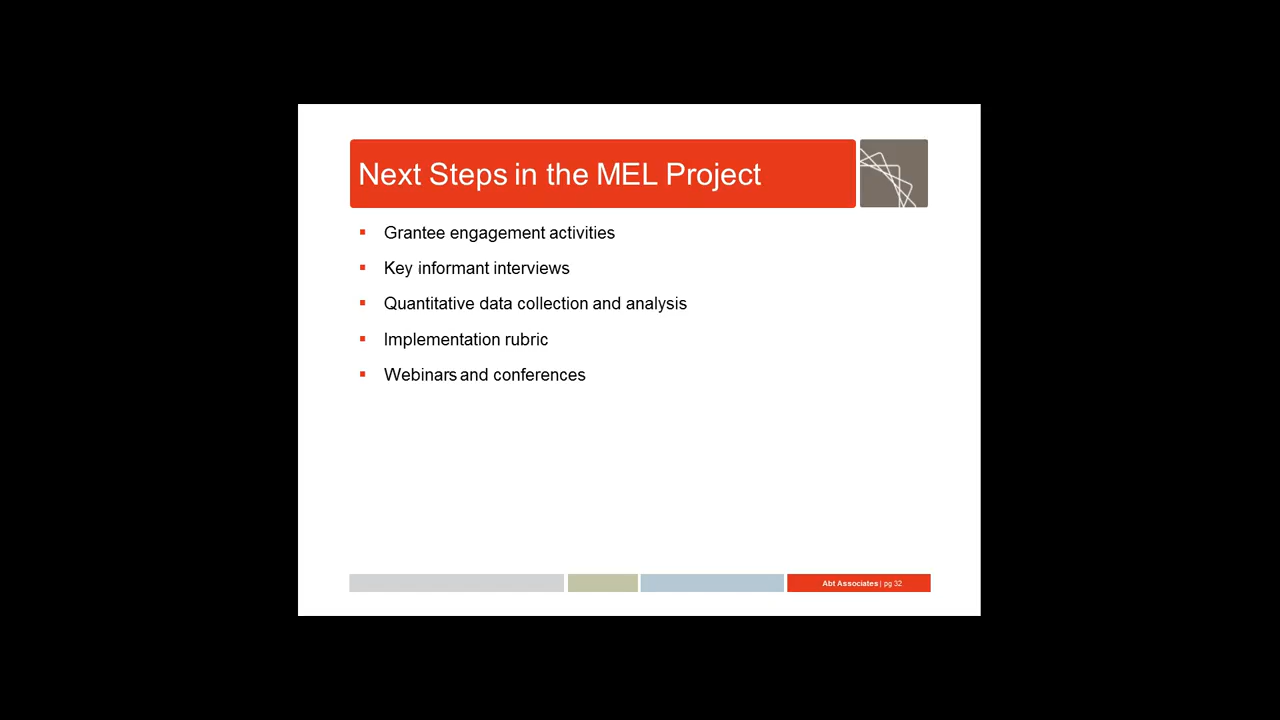 Next Steps in the MEL Project
Grantee engagement activities
Key informant interviews
Quantitative data collection and analysis
Implementation rubric
Webinars and conferences
Abt Associates | pg 32